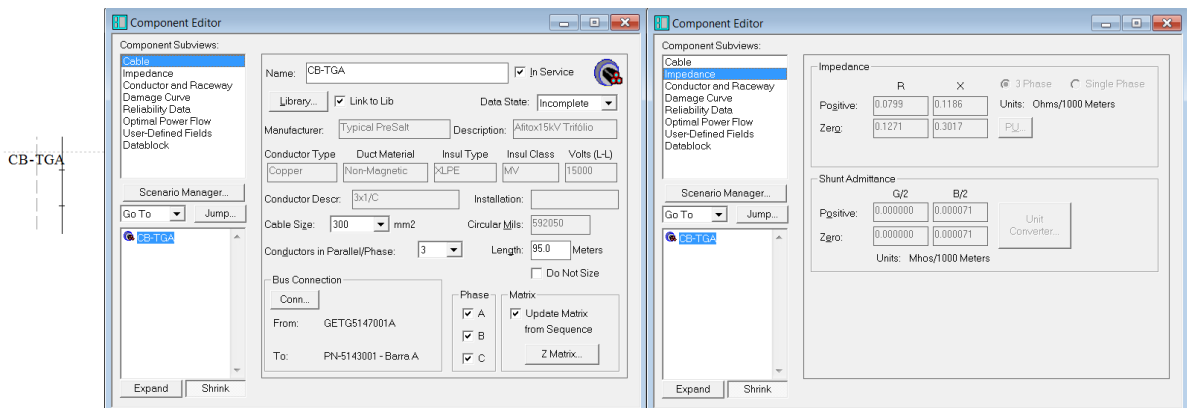 CB-TGA
Component Editor
Component Subviews:
Cable
Impedance
Conductor and Raceway
Damage Curve
Reliability Data
Optimal Power Flow
User-Defined Fields
Datablock
Scenario Manager...
Go To Jump...
CB-TGA
Expand Shrink
Name: CB-TGA In Service
Library... Link to Lib Data State: Incomplete
Manufacturer: Typical PreSalt Description: Afitox15kV Trifólio
Conductor Type Duct Material Insul Type Insul Class Volts (L-L)
Copper Non-Magnetic XLPE MV 15000
Conductor Descr: 3x1/C Installation:
Cable Size: 300 mm2 Circular Mils: 592050
Conductors in Parallel/Phase: 3 Length: 95.0 Meters
Do Not Size
Bus Connection
Conn...
From: GETG5147001A
To: PN-5143001 - Barra A
Phase
A
B
C
Matrix
Update Matrix
from Sequence
Z Matrix...
Component Editor
Component Subviews:
Cable
Impedance
Conductor and Raceway
Damage Curve
Reliability Data
Optimal Power Flow
User-Defined Fields
Datablock
Scenario Manager...
Go To Jump...
CB-TGA
Expand Shrink
Impedance
R X 3 Phase Single Phase
Positive: 0.0799 0.1186 Units: Ohms/1000 Meters
Zero: 0.1271 0.3017 PU...
Shunt Admittance
G/2 B/2
Positive: 0.000000 0.000071
Zero: 0.000000 0.000071
Unit
Converter...
Units: Mhos/1000 Meters